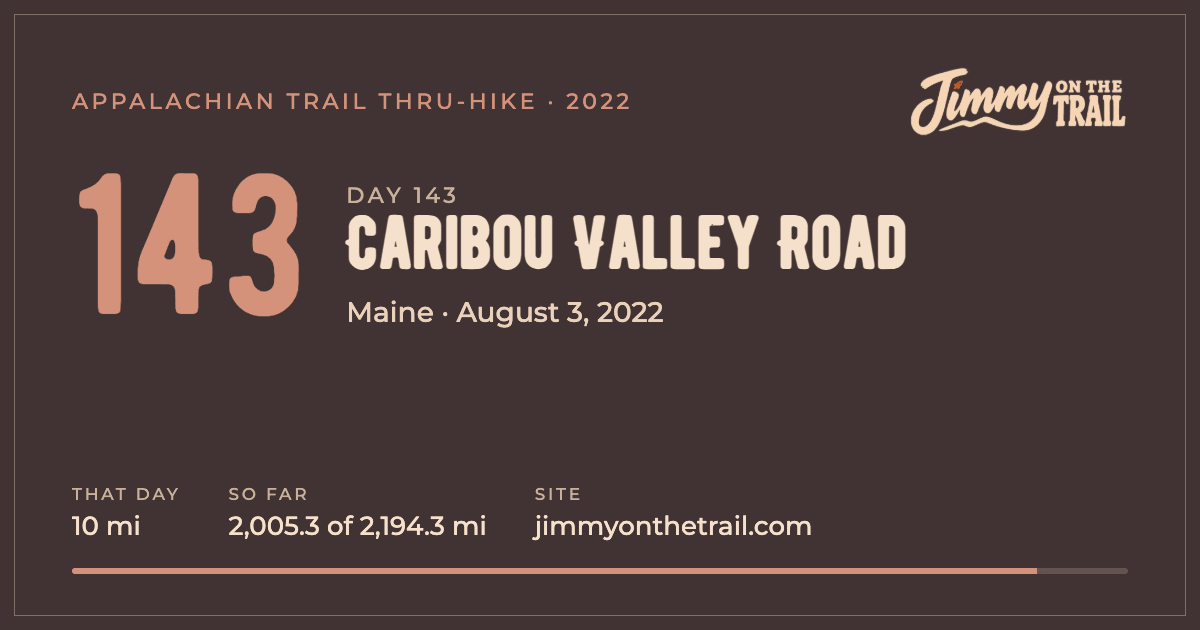 APPALACHIAN TRAIL THRU-HIKE · 2022
Jimmy ON THE TRAIL
143
DAY 143
CARIBOU VALLEY ROAD
Maine · August 3, 2022
THAT DAY
10 mi
SO FAR
2,005.3 of 2,194.3 mi
SITE
jimmyonthetrail.com